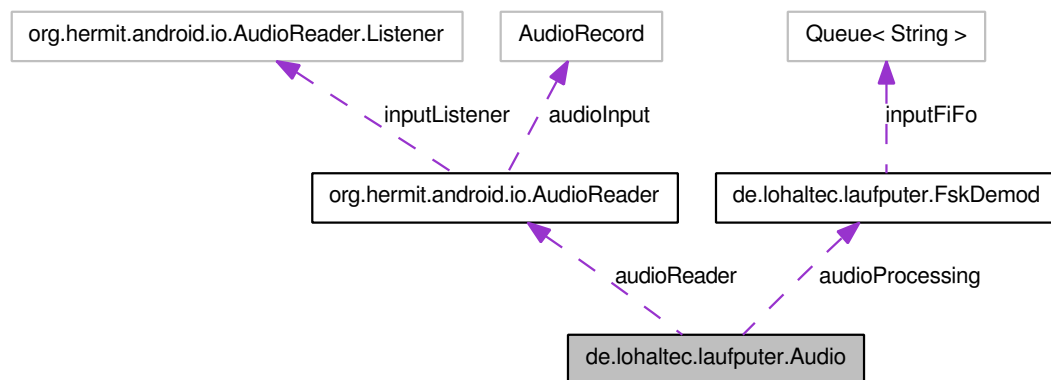 org.hermit.android.io.AudioReader.Listener
AudioRecord
Queue< String >
inputListener
audioInput
inputFiFo
org.hermit.android.io.AudioReader
de.lohaltec.laufputer.FskDemod
audioReader
audioProcessing
de.lohaltec.laufputer.Audio